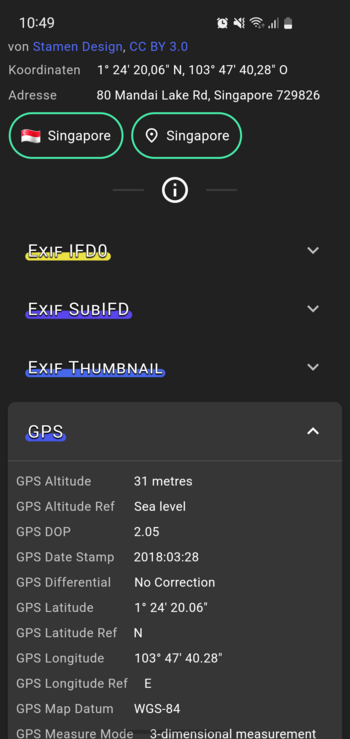 10:49
von Stamen Design, CC BY 3.0
Koordinaten 1° 24' 20,06" N, 103° 47' 40,28" O
Adresse 80 Mandai Lake Rd, Singapore 729826
Singapore Singapore
Exif IFD0
Exif SubIFD
Exif Thumbnail
GPS
GPS Altitude 31 metres
GPS Altitude Ref Sea level
GPS DOP 2.05
GPS Date Stamp 2018:03:28
GPS Differential No Correction
GPS Latitude 1° 24' 20.06"
GPS Latitude Ref N
GPS Longitude 103° 47' 40.28"
GPS Longitude Ref E
GPS Map Datum WGS-84
GPS Measure Mode 3-dimensional measurement